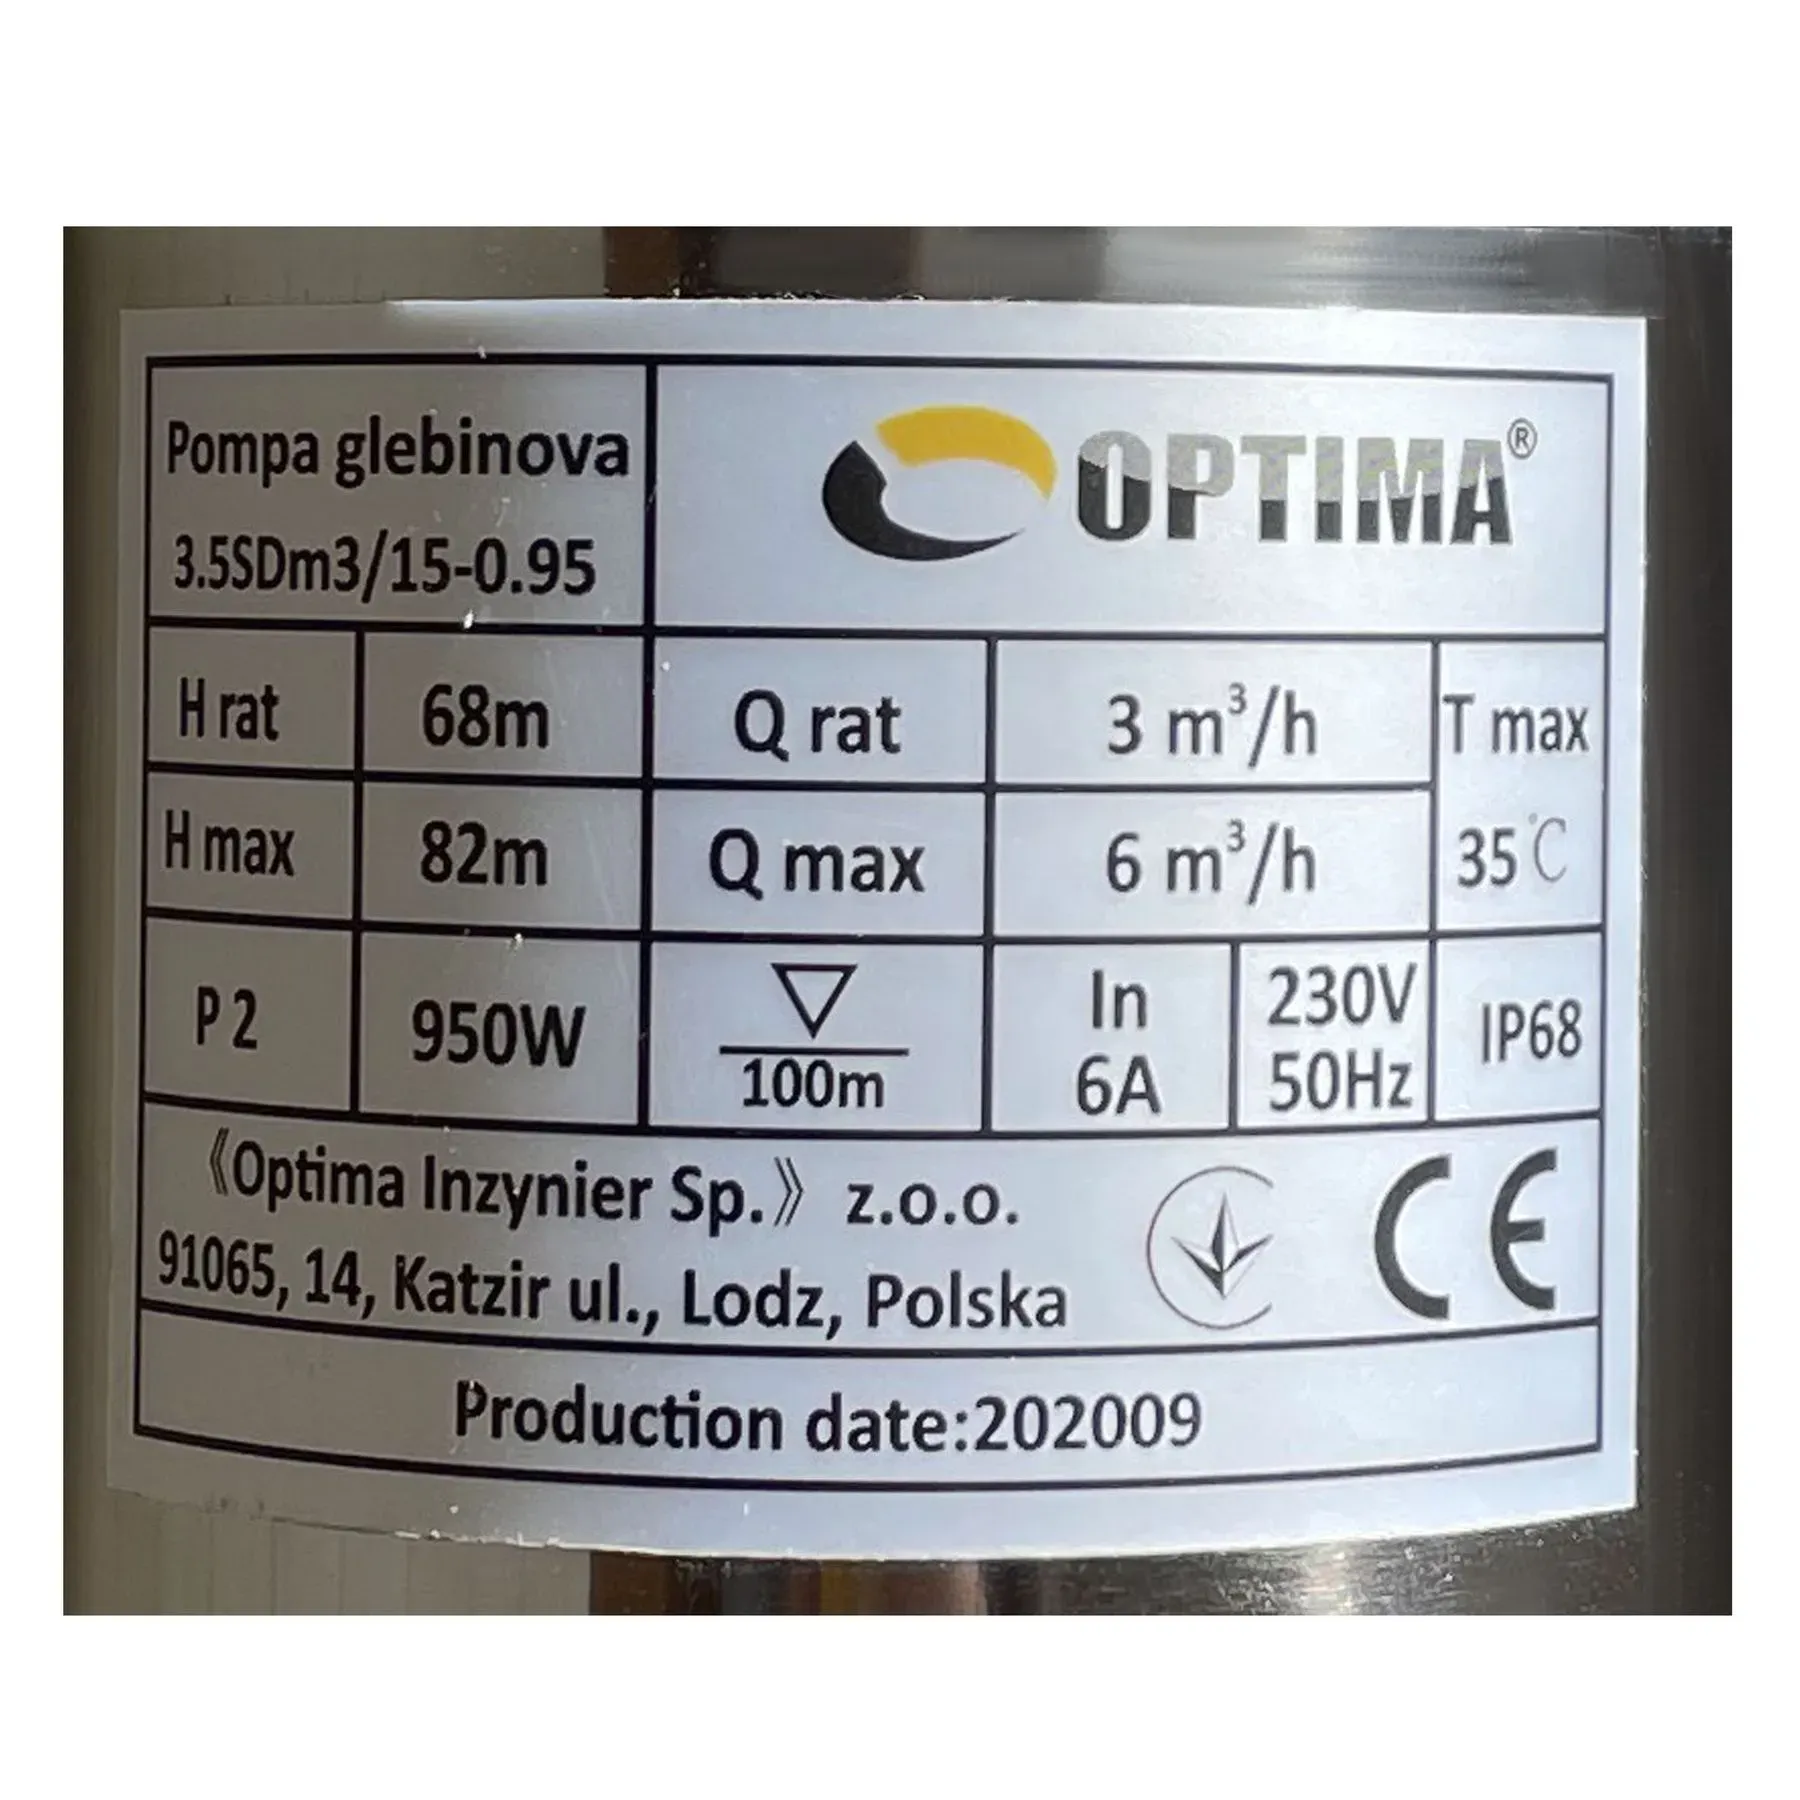 Pompa glebinova
3.5SDm3/15-0.95
OPTIMA®
H rat 68m Q rat 3 m³/h T max
H max 82m Q max 6 m³/h 35℃
P 2 950W 100m In 6A 230V 50Hz IP68
《Optima Inzynier Sp.》 z.o.o.
91065, 14, Katzir ul., Lodz, Polska
CE
Production date:202009